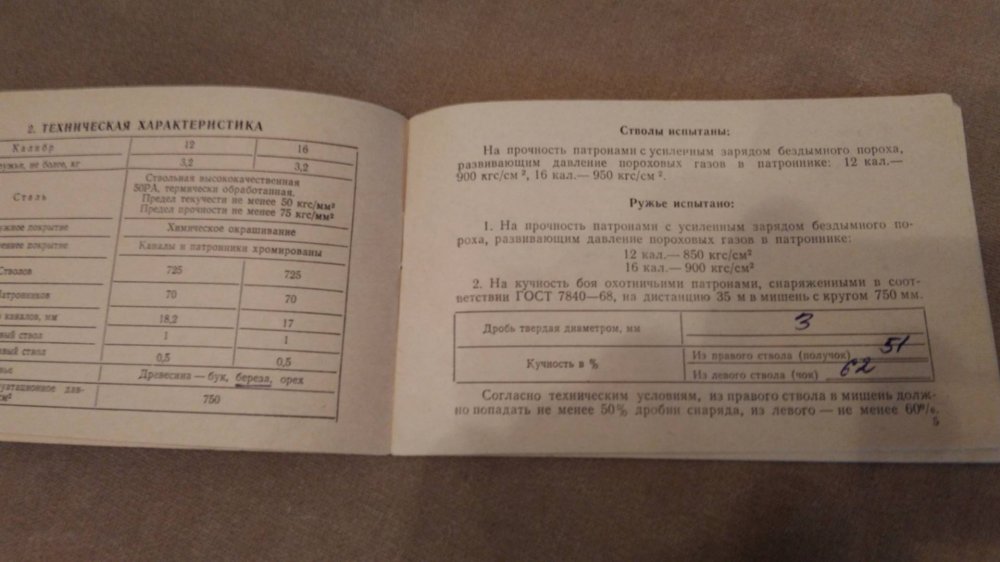 2. ТЕХНИЧЕСКАЯ ХАРАКТЕРИСТИКА
Калибр 12 16
ружья, не более, кг 3,2 3,2
Сталь Ствольная высококачественная
50РА, термически обработанная.
Предел текучести не менее 50 кгс/мм²
Предел прочности не менее 75 кгс/мм²
покрытие Химическое окрашивание
покрытие Каналы и патронники хромированы
Стволов 725 725
Патронников 70 70
каналов, мм 18,2 17
ствол 1 1
ствол 0,5 0,5
Древесина — бук, береза, орех
750
Стволы испытаны:
На прочность патронами с усиленным зарядом бездымного пороха,
развивающим давление пороховых газов в патроннике: 12 кал.—
900 кгс/см², 16 кал.— 950 кгс/см².
Ружье испытано:
1. На прочность патронами с усиленным зарядом бездымного по-
роха, развивающим давление пороховых газов в патроннике:
12 кал.— 850 кгс/см²
16 кал.— 900 кгс/см²
2. На кучность боя охотничьими патронами, снаряженными в соот-
ветствии ГОСТ 7840—68, на дистанцию 35 м в мишень с кругом 750 мм.
Дробь твердая диаметром, мм 3
Кучность в % Из правого ствола (получок) 51
Из левого ствола (чок) 62
Согласно техническим условиям, из правого ствола в мишень долж-
но попадать не менее 50% дробин снаряда, из левого — не менее 60%.
5